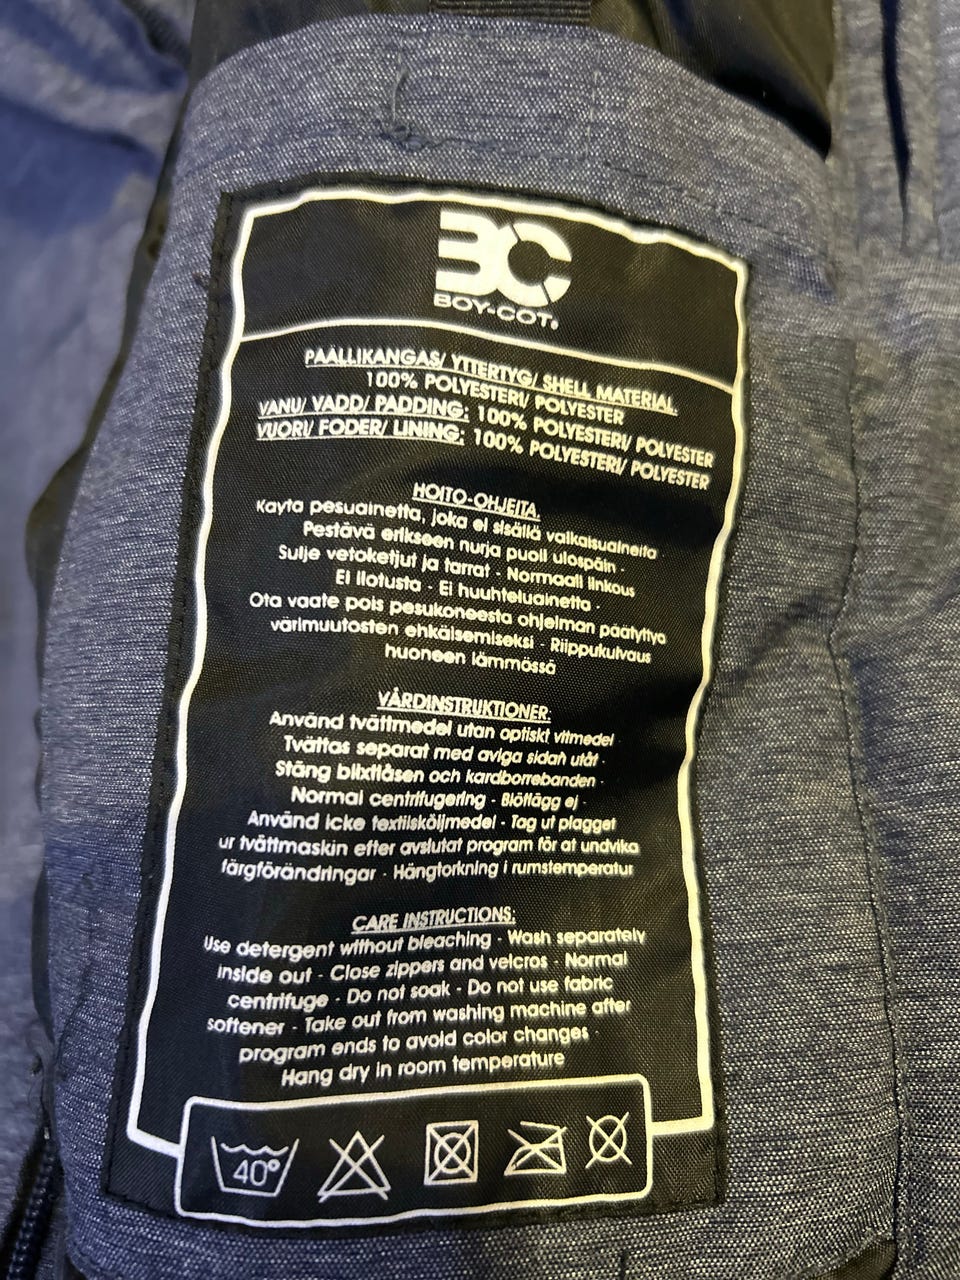 BC
BOY-COT®
PÄÄLLIKANGAS/ YTTERTYG/ SHELL MATERIAL:
100% POLYESTERI/ POLYESTER
VANU/ VADD/ PADDING: 100% POLYESTERI/ POLYESTER
VUORI/ FODER/ LINING: 100% POLYESTERI/ POLYESTER
HOITO-OHJEITA:
Käytä pesuainetta, joka ei sisällä valkaisuaineita ·
Pestävä erikseen nurja puoli ulospäin ·
Sulje vetoketjut ja tarrat · Normaali linkous
Ei liotusta · Ei huuhteluainetta ·
Ota vaate pois pesukoneesta ohjelman päätyttyä
värimuutosten ehkäisemiseksi · Riippukuivaus
huoneen lämmössä
VÅRDINSTRUKTIONER:
Använd tvättmedel utan optiskt vitmedel ·
Tvättas separat med aviga sidan utåt ·
Stäng blixtlåsen och kardborrebanden ·
Normal centrifugering · Blötlägg ej ·
Använd icke textilsköljmedel · Tag ut plagget
ur tvättmaskin efter avslutat program för at undvika
färgförändringar · Hängtorkning i rumstemperatur
CARE INSTRUCTIONS:
Use detergent without bleaching · Wash separately
inside out · Close zippers and velcros · Normal
centrifuge · Do not soak · Do not use fabric
softener · Take out from washing machine after
program ends to avoid color changes ·
Hang dry in room temperature
40°